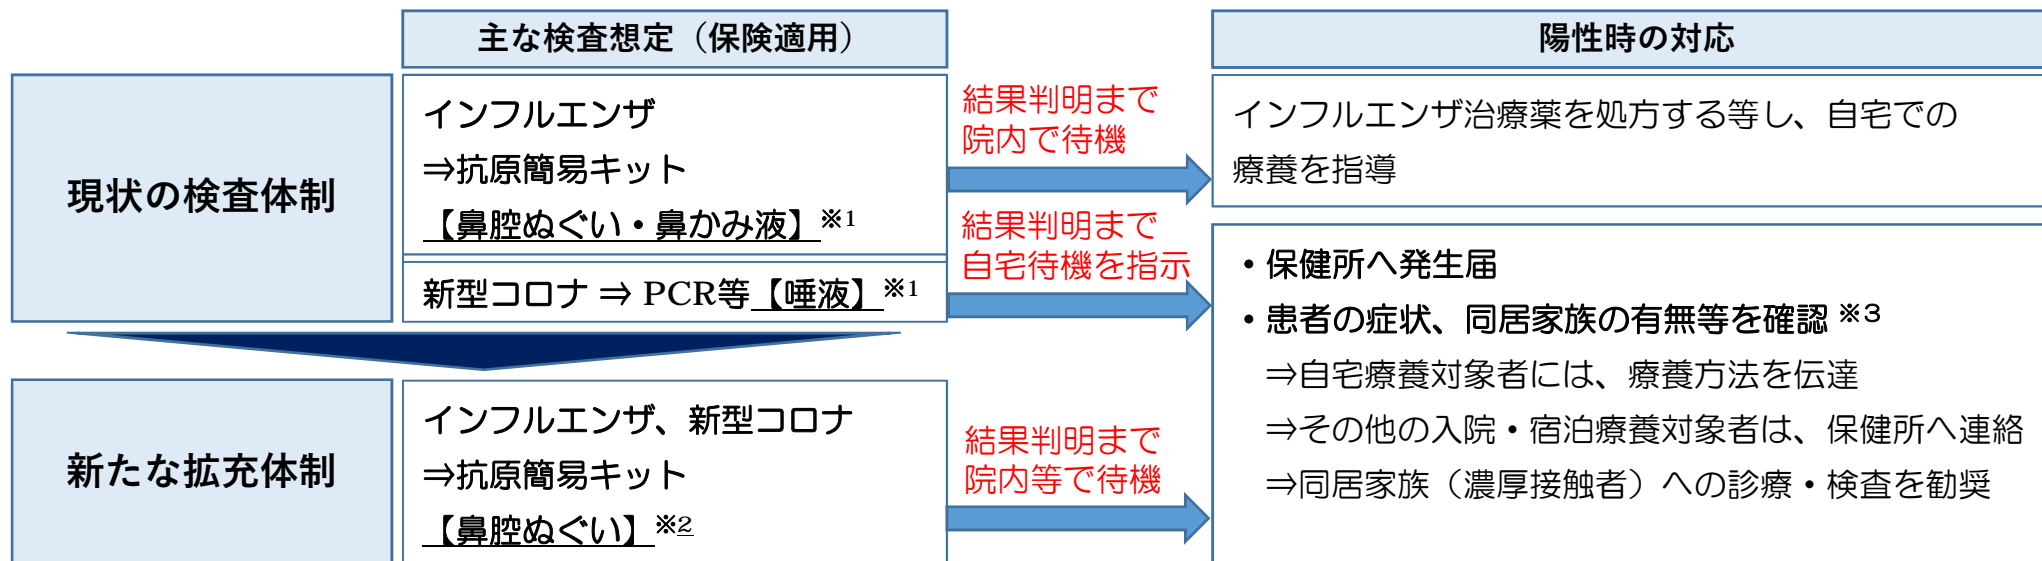 主な検査想定（保険適用）
陽性時の対応
現状の検査体制
インフルエンザ
⇒抗原簡易キット
【鼻腔ぬぐい・鼻かみ液】※1
新型コロナ ⇒ PCR等【唾液】※1
結果判明まで
院内で待機
結果判明まで
自宅待機を指示
インフルエンザ治療薬を処方する等し、自宅での
療養を指導
・保健所へ発生届
・患者の症状、同居家族の有無等を確認 ※3
⇒自宅療養対象者には、療養方法を伝達
⇒その他の入院・宿泊療養対象者は、保健所へ連絡
⇒同居家族（濃厚接触者）への診療・検査を勧奨
新たな拡充体制
インフルエンザ、新型コロナ
⇒抗原簡易キット
【鼻腔ぬぐい】※2
結果判明まで
院内等で待機